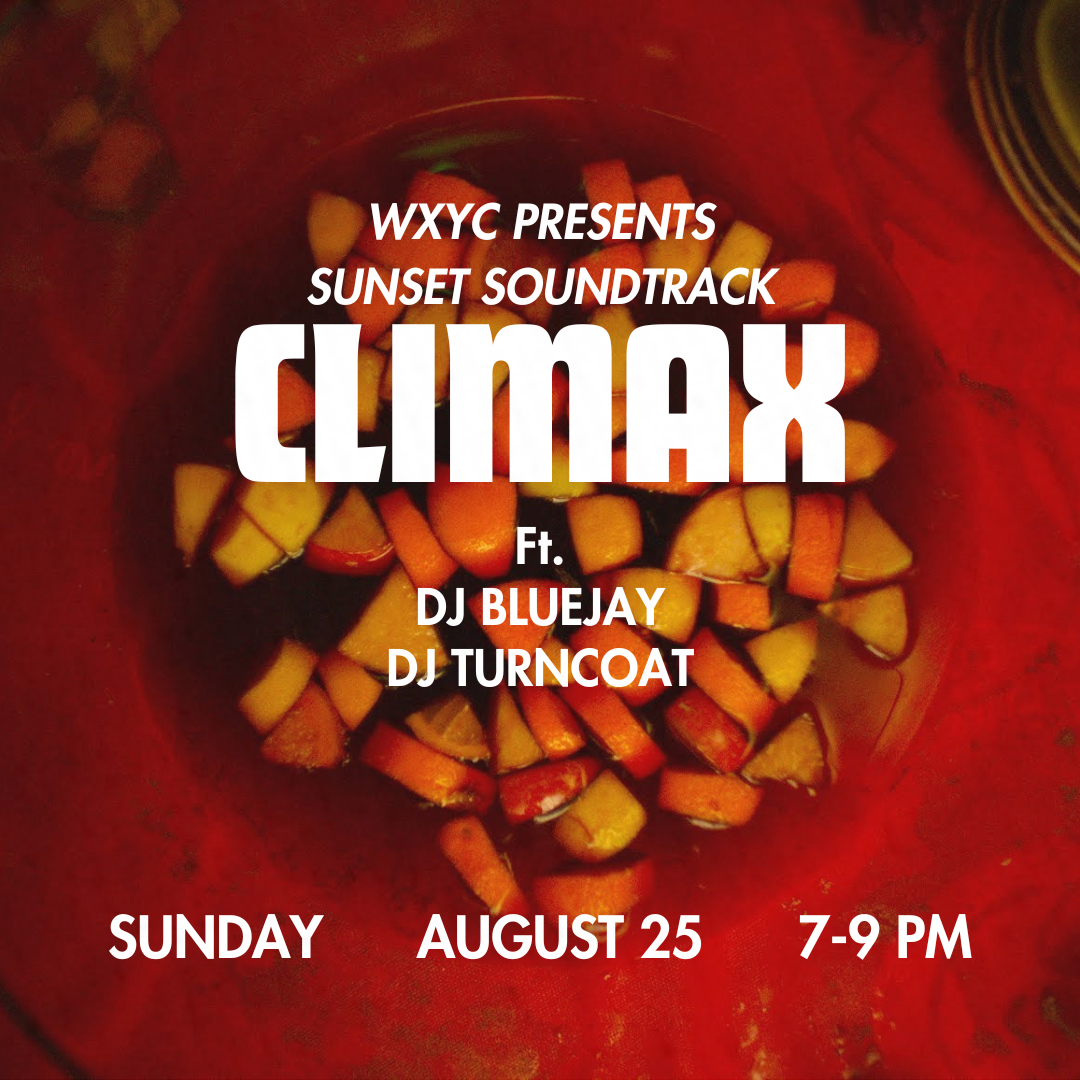 WXYC PRESENTS
SUNSET SOUNDTRACK
CLIMAX
Ft.
DJ BLUEJAY
DJ TURNCOAT
SUNDAY AUGUST 25 7-9 PM